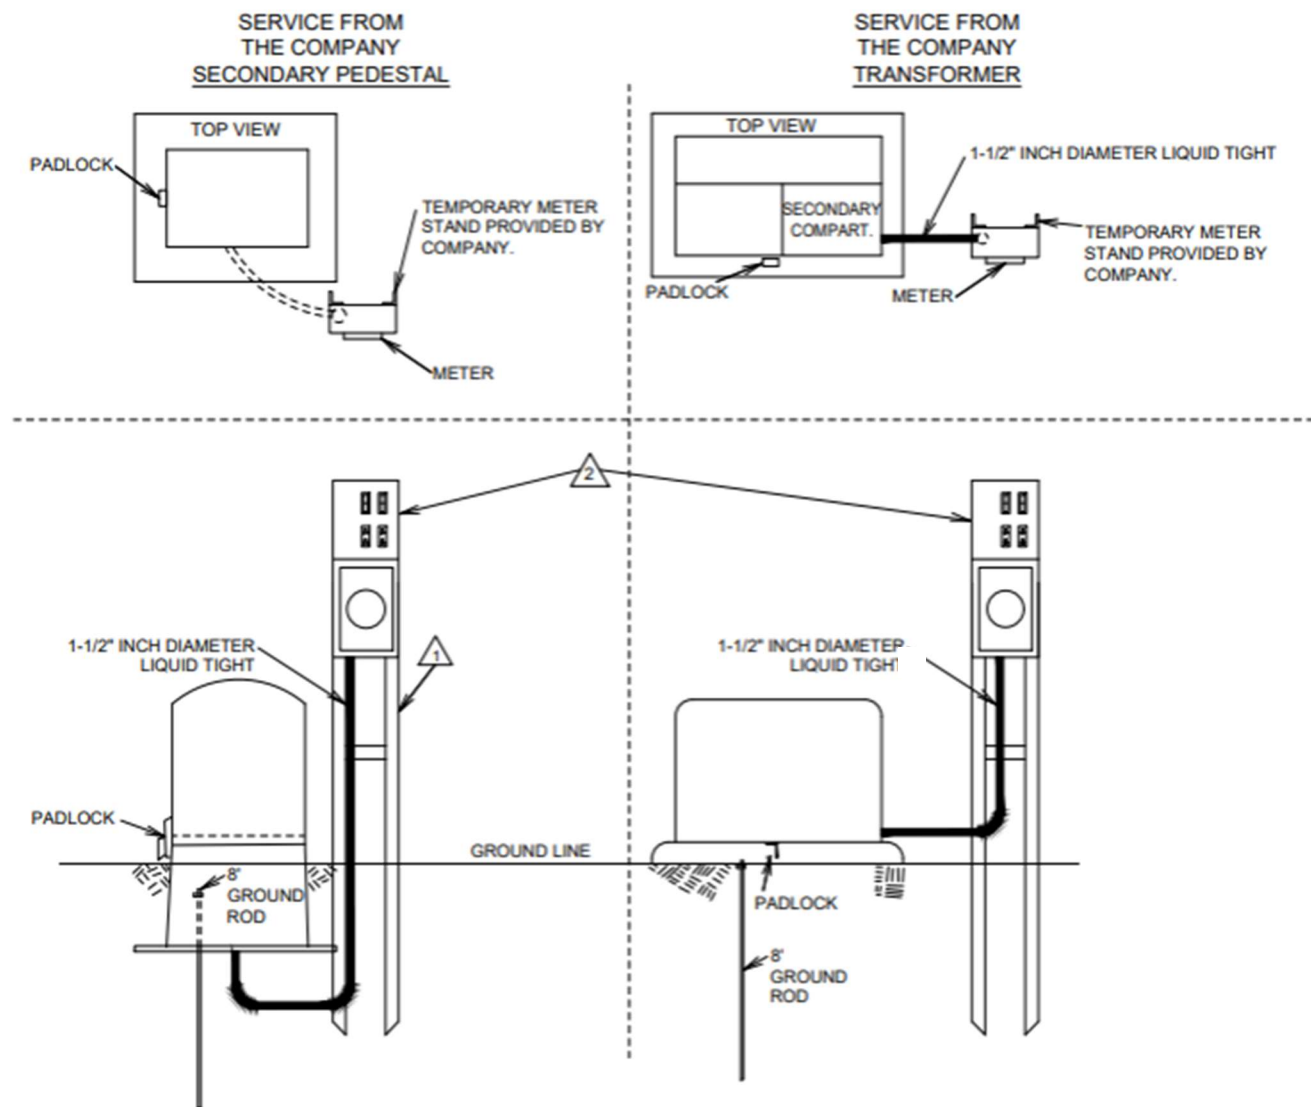 SERVICE FROM
THE COMPANY
SECONDARY PEDESTAL
TOP VIEW
PADLOCK
TEMPORARY METER
STAND PROVIDED BY
COMPANY.
METER
SERVICE FROM
THE COMPANY
TRANSFORMER
TOP VIEW
1-1/2" INCH DIAMETER LIQUID TIGHT
SECONDARY
COMPART.
TEMPORARY METER
STAND PROVIDED BY
COMPANY.
PADLOCK
METER
2
1-1/2" INCH DIAMETER
LIQUID TIGHT
1
PADLOCK
GROUND LINE
8'
GROUND
ROD
1-1/2" INCH DIAMETER
LIQUID TIGHT
PADLOCK
8'
GROUND
ROD